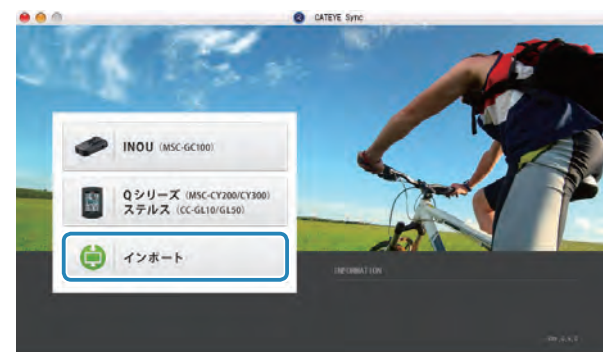 CATEYE Sync
INOU (MSC-GC100)
Qシリーズ (MSC-CY200/CY300)
ステルス (CC-GL10/GL50)
インポート
INFORMATION